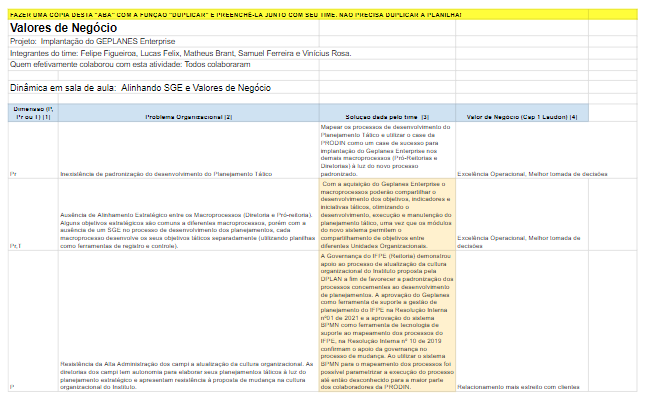 FAZER UMA CÓPIA DESTA "ABA" COM A FUNÇÃO "DUPLICAR" E PREENCHÊ-LA JUNTO COM SEU TIME. NÃO PRECISA DUPLICAR A PLANILHA!
Valores de Negócio
Projeto: Implantação do GEPLANES Enterprise
Integrantes do time: Felipe Figueiroa, Lucas Felix, Matheus Brant, Samuel Ferreira e Vinícius Rosa.
Quem efetivamente colaborou com esta atividade: Todos colaboraram
Dinâmica em sala de aula: Alinhando SGE e Valores de Negócio
Dimensão (P,
Pr ou T) [1]
Problema Organizacional [2]
Solução dada pelo time [3]
Valor de Negócio (Cap 1 Laudon) [4]
Pr
Inexistência de padronização do desenvolvimento do Planejamento Tático
Mapear os processos de desenvolvimento do
Planejamento Tático e utilizar o case da
PRODIN como um case de sucesso para
implantação do Geplanes Enterprise nos
demais macroprocessos (Pró-Reitorias e
Diretorias) à luz do novo processo
padronizado.
Excelência Operacional, Melhor tomada de decisões
Pr,T
Ausência de Alinhamento Estratégico entre os Macroprocessos (Diretoria e Pró-reitoria).
Alguns objetivos estratégicos são comuns a diferentes macroprocessos, porém com a
ausência de um SGE no processo de desenvolvimento dos planejamentos, cada
macroprocesso desenvolve os seus objetivos táticos separadamente (utilizando planilhas
como ferramentas de registro e controle).
Com a aquisição do Geplanes Enterprise o
macroprocessos poderão compartilhar o
desenvolvimento dos objetivos, indicadores e
iniciativas táticos, otimizando o
desenvolvimento, execução e manutenção do
planejamento tático, uma vez que os módulos
do novo sistema permitem o
compartilhamento de objetivos entre
diferentes Unidades Organizacionais.
Excelência Operacional, Melhor tomada de
decisões
P
Resistência da Alta Administração dos campi a atualização da cultura organizacional. As
diretorias dos campi tem autonomia para elaborar seus planejamentos táticos à luz do
planejamento estratégico e apresentam resistência à proposta de mudança na cultura
organizacional do Instituto.
A Governança do IFPE (Reitoria) demonstrou
apoio ao processo de atualização da cultura
organizacional do Instituto proposta pela
DPLAN a fim de favorecer a padronização dos
processos concernentes ao desenvolvimento
de planejamentos. A aprovação do Geplanes
como ferramenta de suporte a gestão de
planejamento do IFPE na Resolução Interna
nº01 de 2021 e a aprovação do sistema
BPMN como ferramenta de tecnologia de
suporte ao mapeamento dos processos do
IFPE, na Resolução Interna nº 10 de 2019
confirmam o apoio da governança no
processo de mudança. Ao utilizar o sistema
BPMN para o mapeamento dos processos foi
possível parametrizar a execução do processo
até então desconhecido para a maior parte
dos colaboradores da PRODIN.
Relacionamento mais estreito com clientes